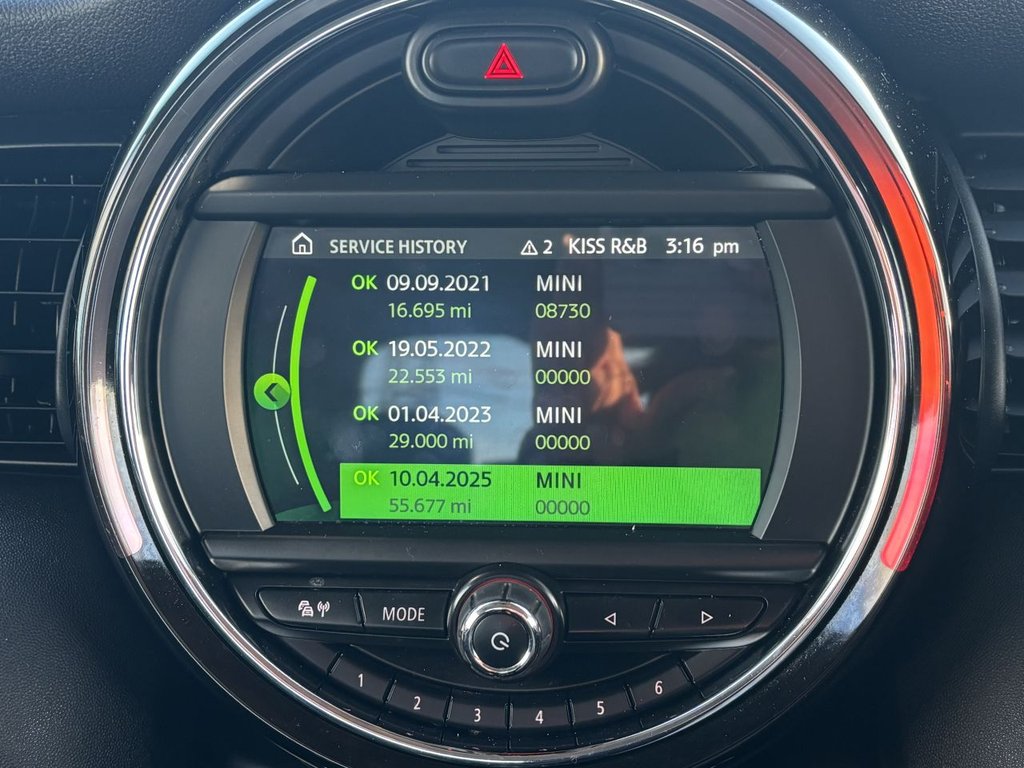 SERVICE HISTORY 2 KISS R&B 3:16 pm
OK 09.09.2021 MINI
16.695 mi 08730
OK 19.05.2022 MINI
22.553 mi 00000
OK 01.04.2023 MINI
29.000 mi 00000
OK 10.04.2025 MINI
55.677 mi 00000
MODE
1 2 3 4 5 6